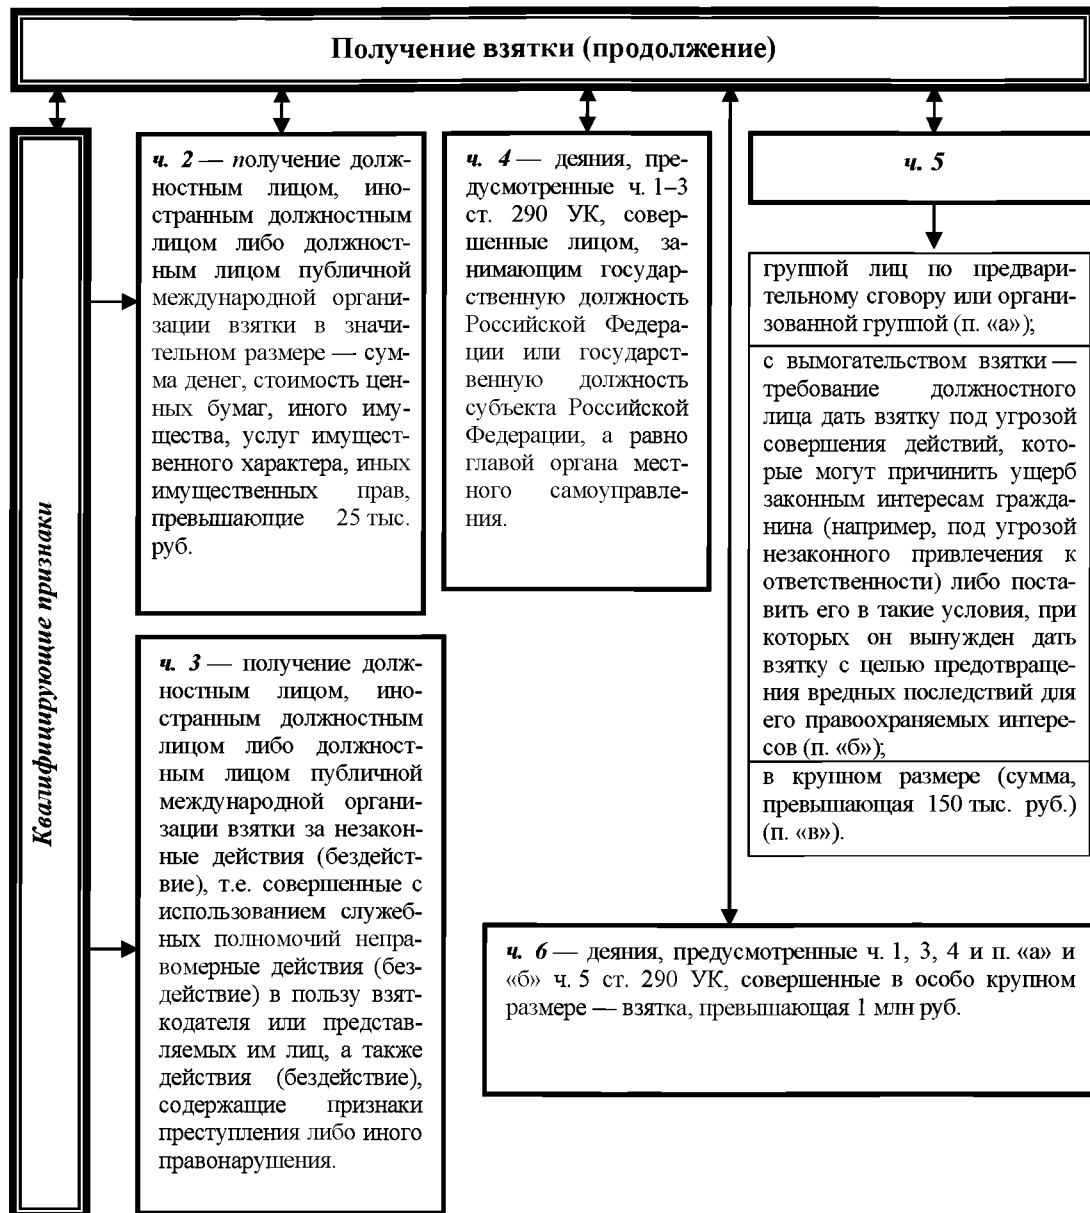 Получение взятки (продолжение)
Квалифицирующие признаки
ч. 2 — получение долж-
ностным лицом, ино-
странным должностным
лицом либо должност-
ным лицом публичной
международной органи-
зации взятки в значи-
тельном размере — сум-
ма денег, стоимость цен-
ных бумаг, иного иму-
щества, услуг имущест-
венного характера, иных
имущественных прав,
превышающие 25 тыс.
руб.
ч. 3 — получение долж-
ностным лицом, ино-
странным должностным
лицом либо должност-
ным лицом публичной
международной органи-
зации взятки за незакон-
ные действия (бездейст-
вие), т.е. совершенные с
использованием служеб-
ных полномочий непра-
вомерные действия (без-
действие) в пользу взят-
кодателя или представ-
ляемых им лиц, а также
действия (бездействие),
содержащие признаки
преступления либо иного
правонарушения.
ч. 4 — деяния, пре-
дусмотренные ч. 1–3
ст. 290 УК, совер-
шенные лицом, за-
нимающим государ-
ственную должность
Российской Федера-
ции или государст-
венную должность
субъекта Российской
Федерации, а равно
главой органа мест-
ного самоуправле-
ния.
ч. 5
группой лиц по предвари-
тельному сговору или органи-
зованной группой (п. «а»);
с вымогательством взятки —
требование должностного
лица дать взятку под угрозой
совершения действий, кото-
рые могут причинить ущерб
законным интересам гражда-
нина (например, под угрозой
незаконного привлечения к
ответственности) либо поста-
вить его в такие условия, при
которых он вынужден дать
взятку с целью предотвраще-
ния вредных последствий для
его правоохраняемых интере-
сов (п. «б»);
в крупном размере (сумма,
превышающая 150 тыс. руб.)
(п. «в»).
ч. 6 — деяния, предусмотренные ч. 1, 3, 4 и п. «а» и
«б» ч. 5 ст. 290 УК, совершенные в особо крупном
размере — взятка, превышающая 1 млн руб.